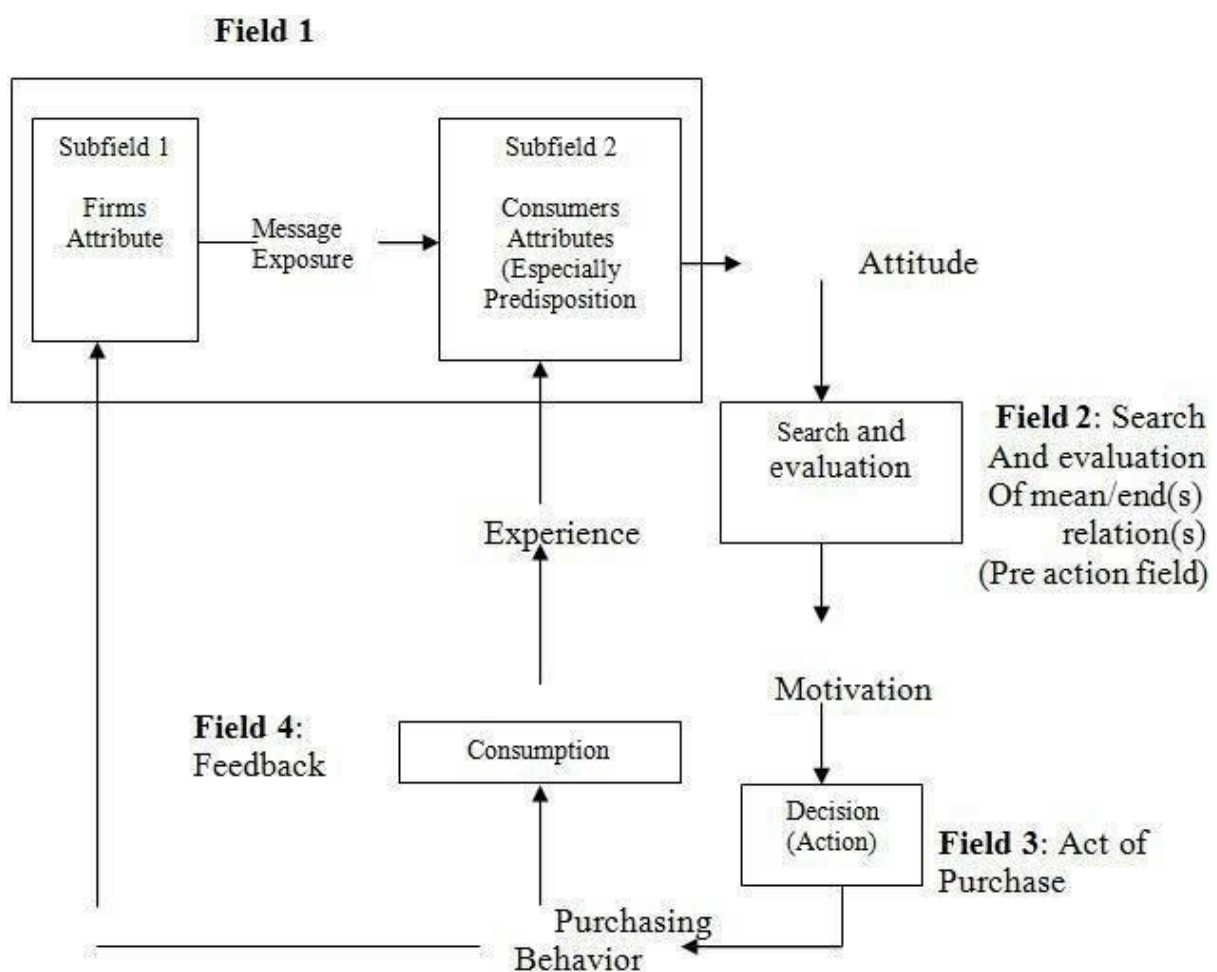 Field 1
Subfield 1
Firms
Attribute
Message
Exposure
Subfield 2
Consumers
Attributes
(Especially
Predisposition
Attitude
Search and
evaluation
Field 2: Search
And evaluation
Of mean/end(s)
relation(s)
(Pre action field)
Experience
Motivation
Field 4:
Feedback
Consumption
Decision
(Action)
Field 3: Act of
Purchase
Purchasing
Behavior